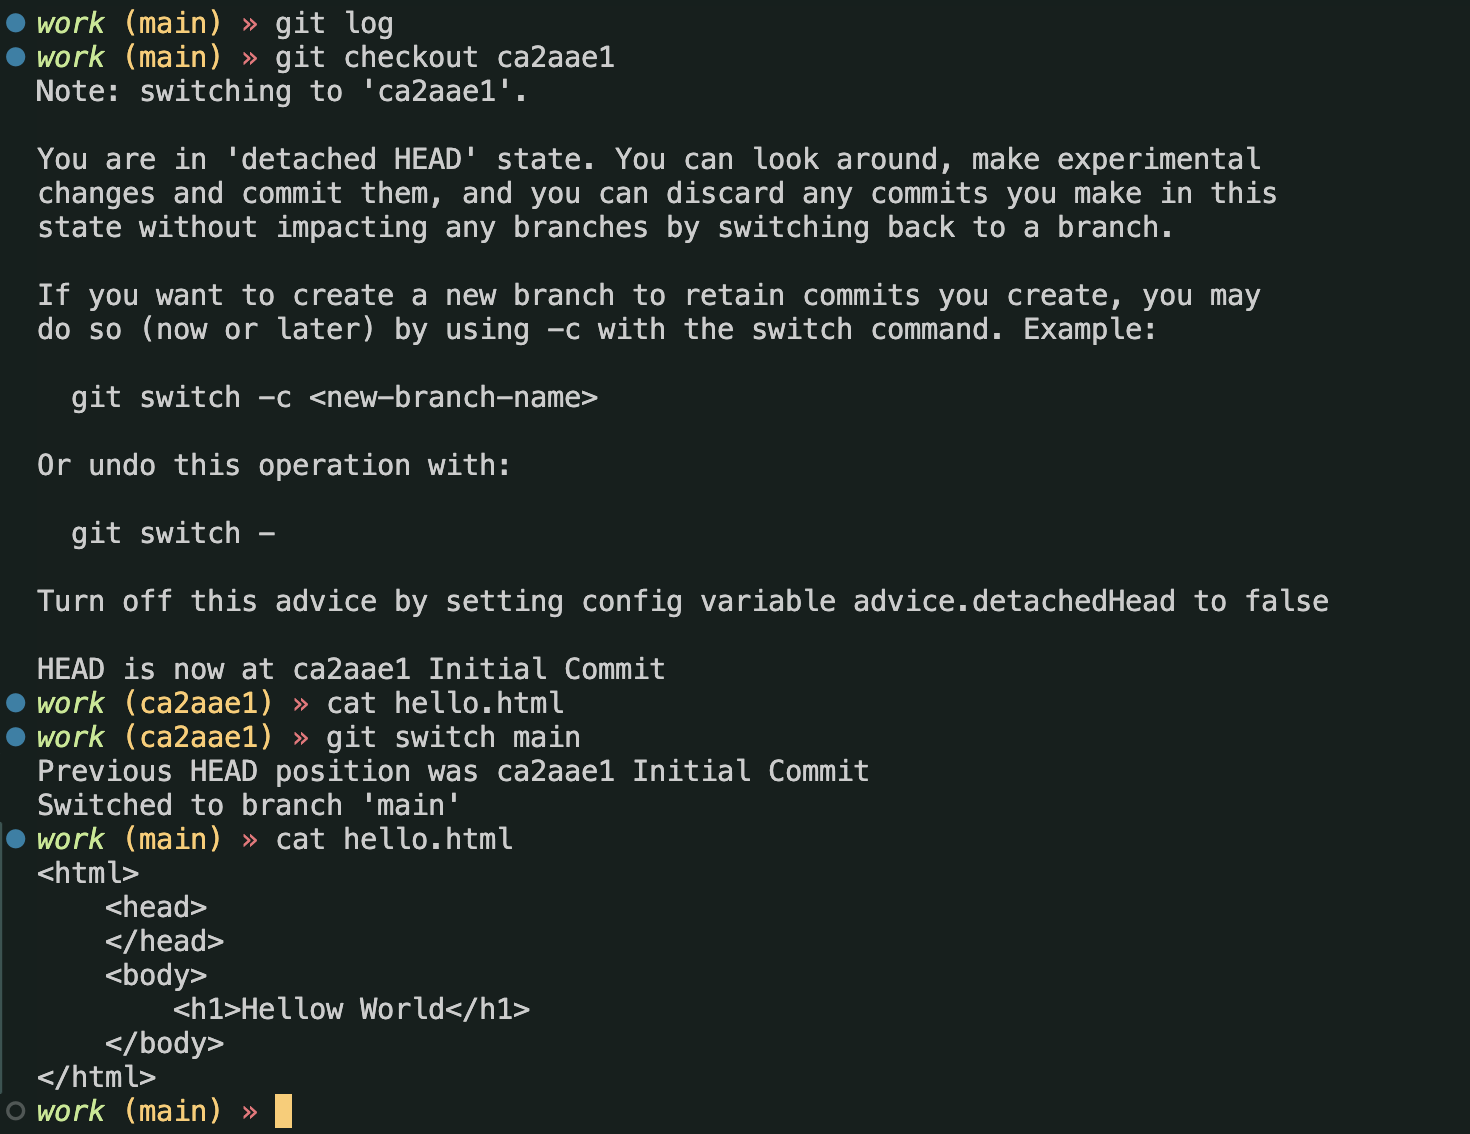 work (main) » git log
work (main) » git checkout ca2aae1
Note: switching to 'ca2aae1'.

You are in 'detached HEAD' state. You can look around, make experimental
changes and commit them, and you can discard any commits you make in this
state without impacting any branches by switching back to a branch.

If you want to create a new branch to retain commits you create, you may
do so (now or later) by using -c with the switch command. Example:

  git switch -c <new-branch-name>

Or undo this operation with:

  git switch -

Turn off this advice by setting config variable advice.detachedHead to false

HEAD is now at ca2aae1 Initial Commit
work (ca2aae1) » cat hello.html
work (ca2aae1) » git switch main
Previous HEAD position was ca2aae1 Initial Commit
Switched to branch 'main'
work (main) » cat hello.html
<html>
    <head>
    </head>
    <body>
        <h1>Hellow World</h1>
    </body>
</html>
work (main) »